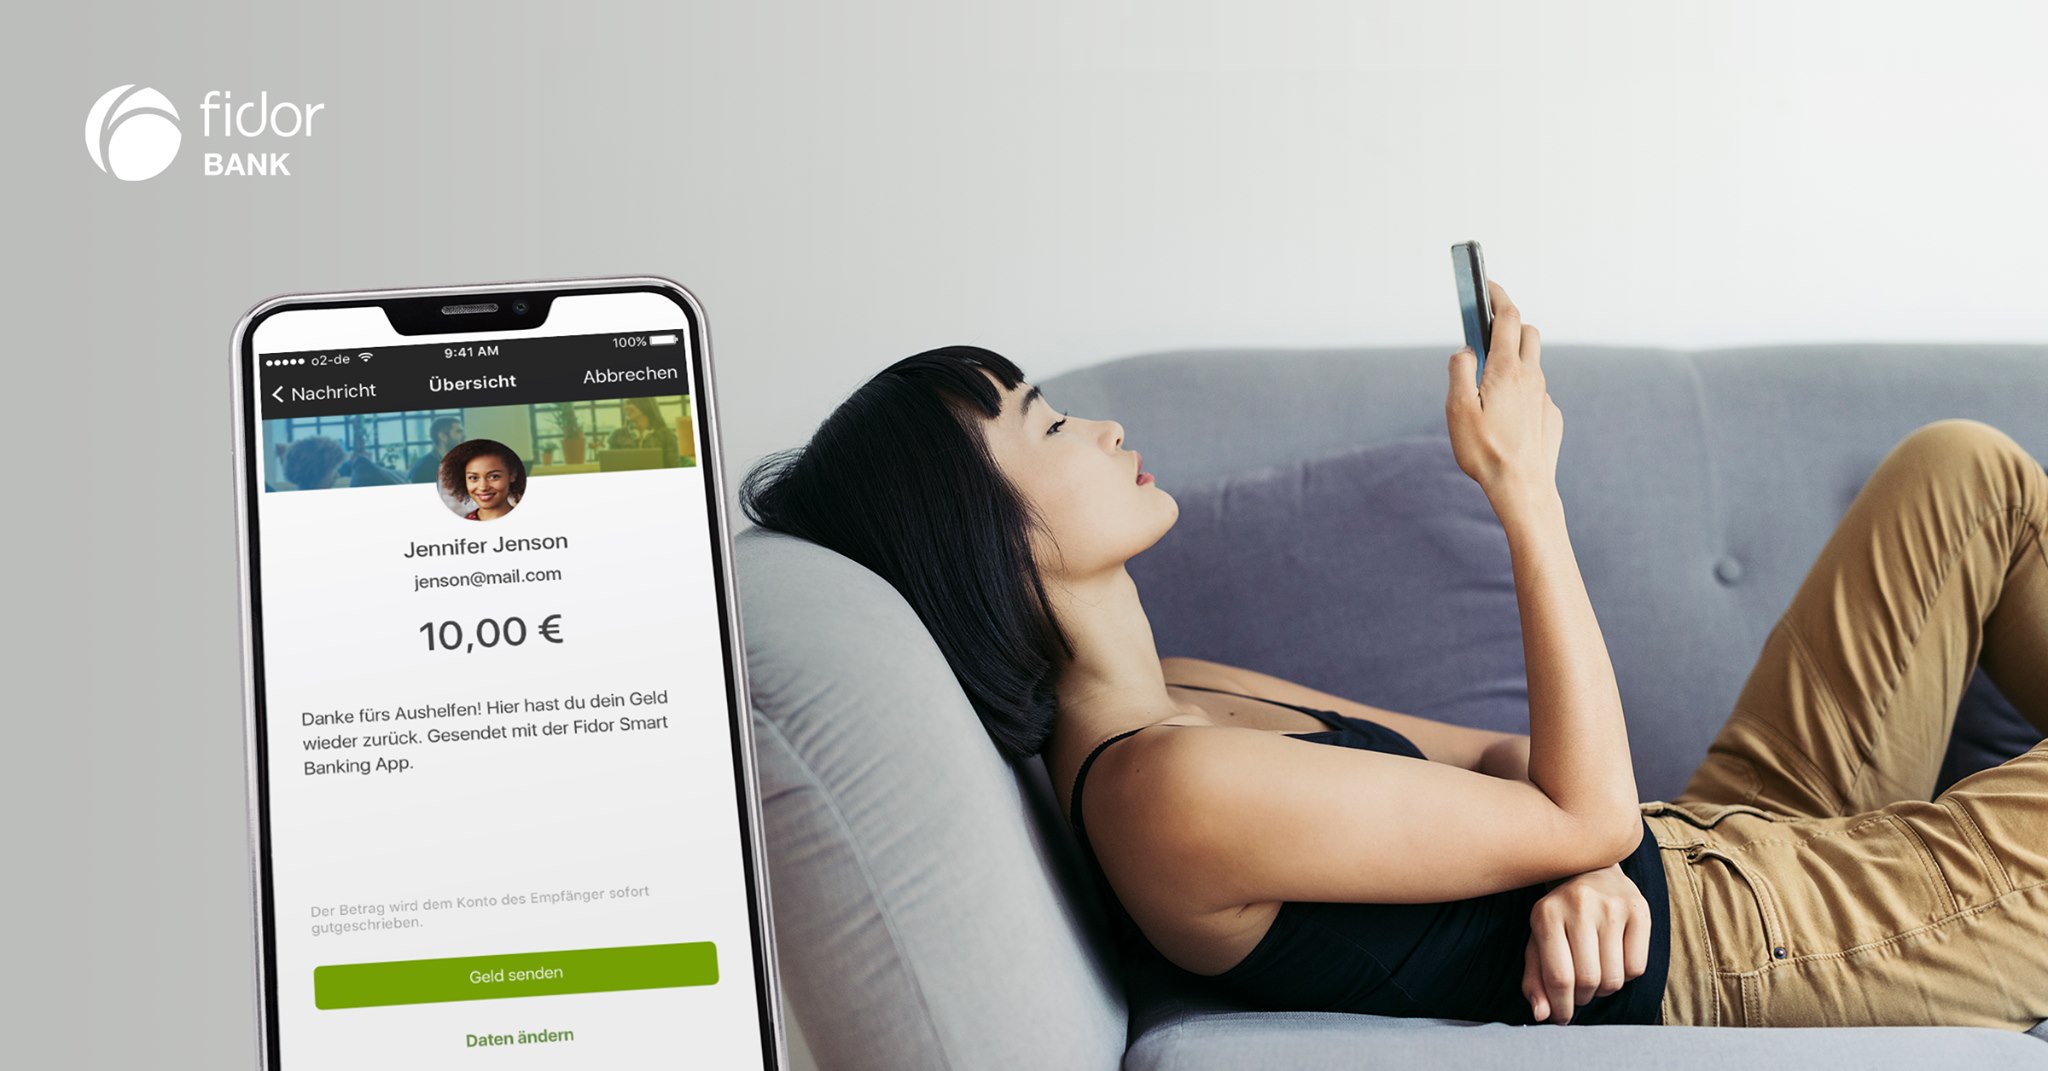 fidor
BANK
o2-de
9:41 AM
100%
Nachricht
Übersicht
Abbrechen
Jennifer Jenson
jenson@mail.com
10,00 €
Danke fürs Aushelfen! Hier hast du dein Geld
wieder zurück. Gesendet mit der Fidor Smart
Banking App.
Der Betrag wird dem Konto des Empfänger sofort
gutgeschrieben.
Geld senden
Daten ändern